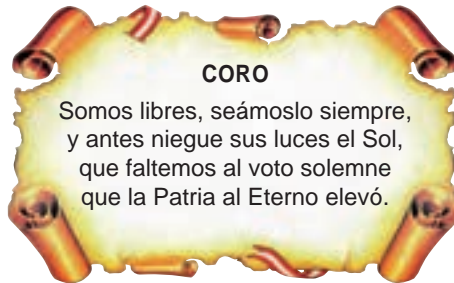 CORO
Somos libres, seámoslo siempre,
y antes niegue sus luces el Sol,
que faltemos al voto solemne
que la Patria al Eterno elevó.